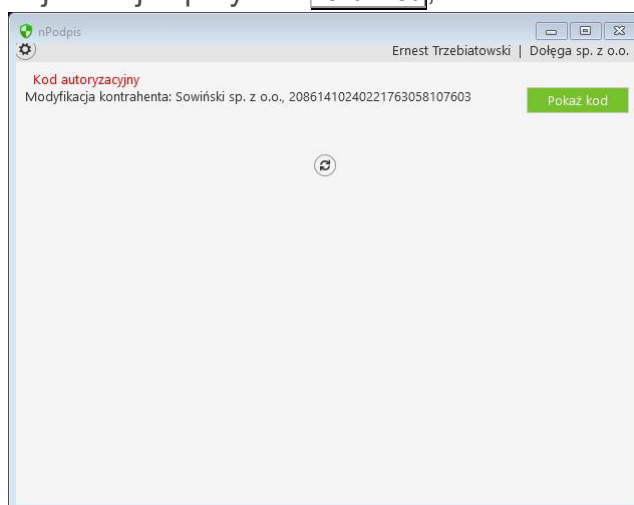 nPodpis
Ernest Trzebiatowski | Dołęga sp. z o.o.
Kod autoryzacyjny
Modyfikacja kontrahenta: Sowiński sp. z o.o., 20861410240221763058107603
Pokaż kod